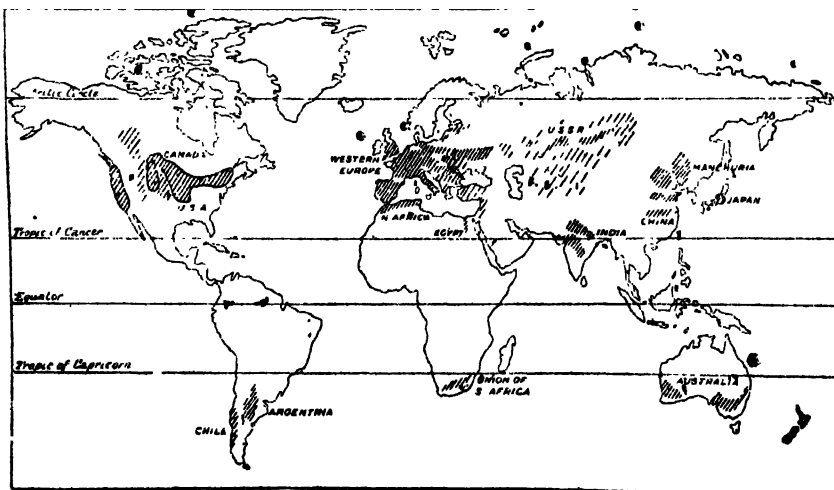 Arctic Circle
CANADA
U S A
WESTERN
EUROPE
U S S R
MANCHURIA
JAPAN
CHINA
N AFRICA
EGYPT
INDIA
Tropic of Cancer
Equator
Tropic of Capricorn
UNION OF
S AFRICA
AUSTRALIA
ARGENTINA
CHILE